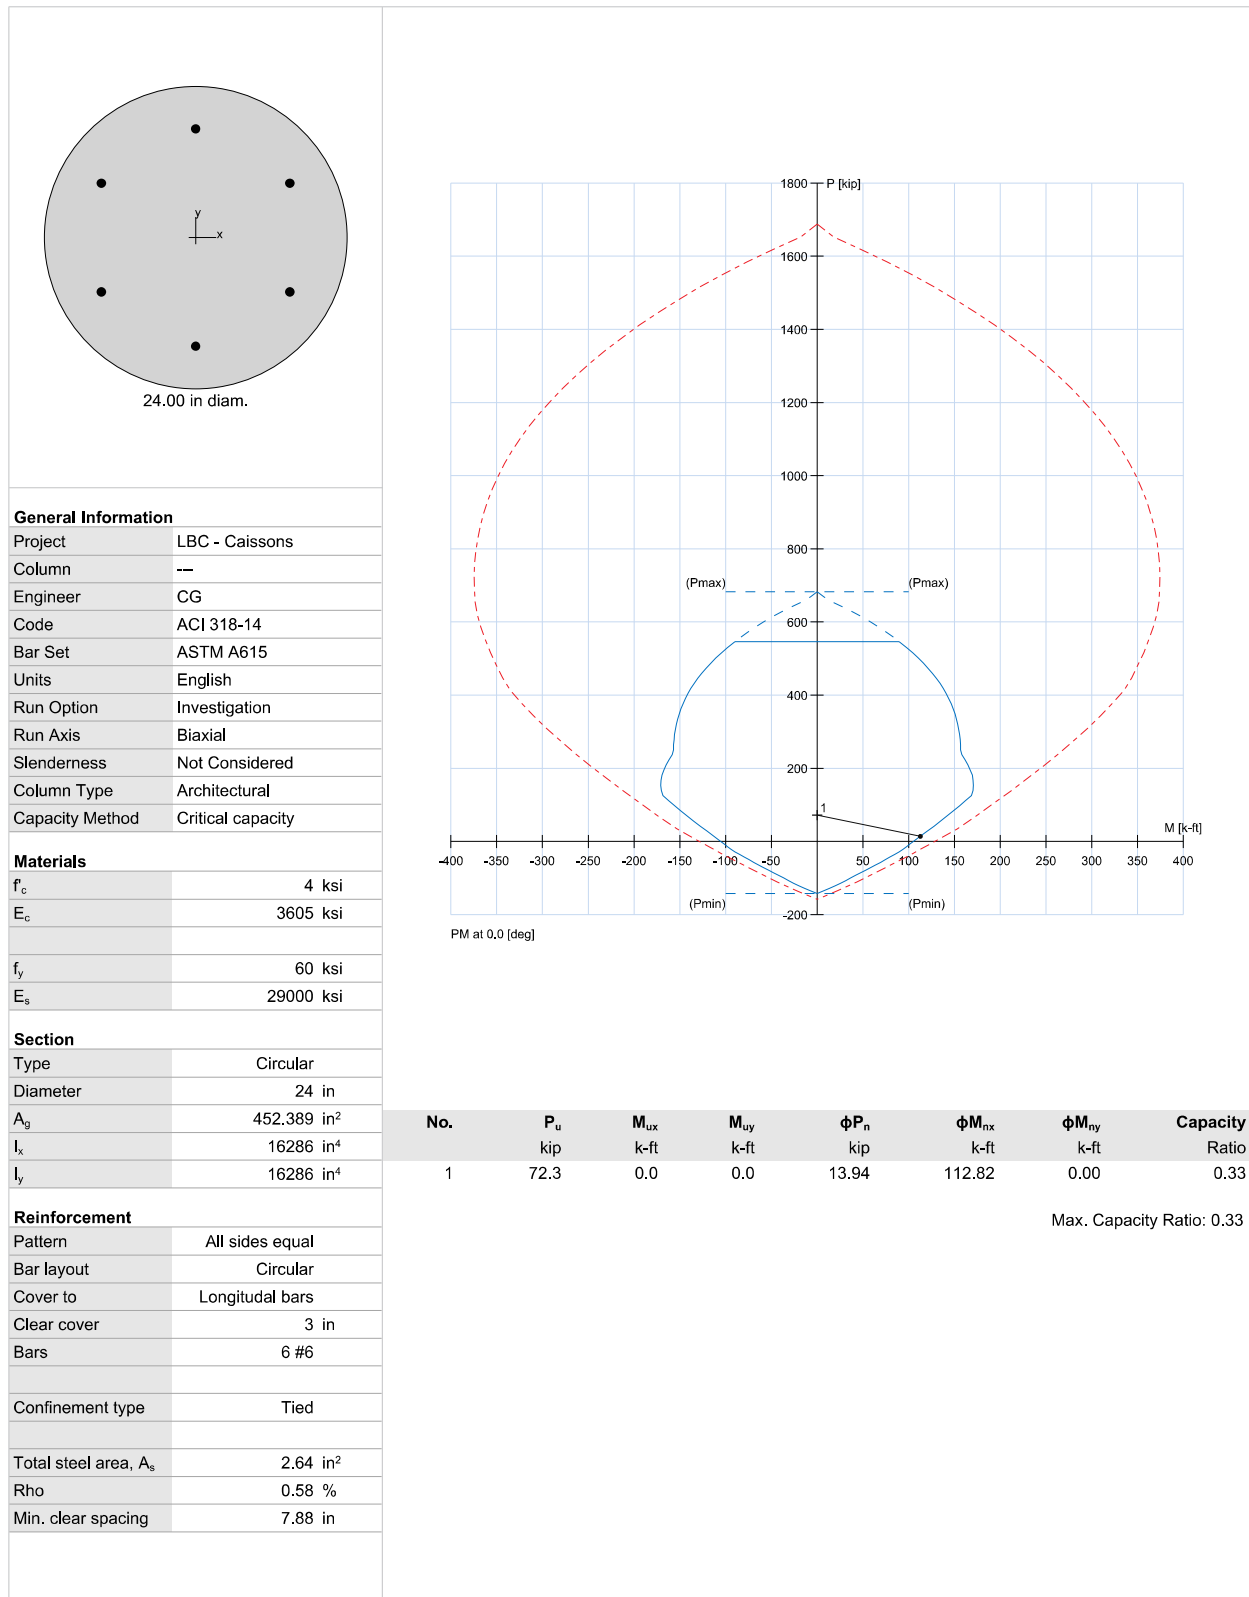 y
x
24.00 in diam.
General Information
Project LBC - Caissons
Column ---
Engineer CG
Code ACI 318-14
Bar Set ASTM A615
Units English
Run Option Investigation
Run Axis Biaxial
Slenderness Not Considered
Column Type Architectural
Capacity Method Critical capacity
Materials
f'c 4 ksi
Ec 3605 ksi
fy 60 ksi
Es 29000 ksi
Section
Type Circular
Diameter 24 in
Ag 452.389 in²
Ix 16286 in⁴
Iy 16286 in⁴
Reinforcement
Pattern All sides equal
Bar layout Circular
Cover to Longitudal bars
Clear cover 3 in
Bars 6 #6
Confinement type Tied
Total steel area, As 2.64 in²
Rho 0.58 %
Min. clear spacing 7.88 in
1800 P [kip]
1600
1400
1200
1000
800
(Pmax) (Pmax)
600
400
200
1
M [k-ft]
-400 -350 -300 -250 -200 -150 -100 -50 50 100 150 200 250 300 350 400
(Pmin) (Pmin)
-200
PM at 0.0 [deg]
No. Pu Mux Muy ϕPn ϕMnx ϕMny Capacity
kip k-ft k-ft kip k-ft k-ft Ratio
1 72.3 0.0 0.0 13.94 112.82 0.00 0.33
Max. Capacity Ratio: 0.33